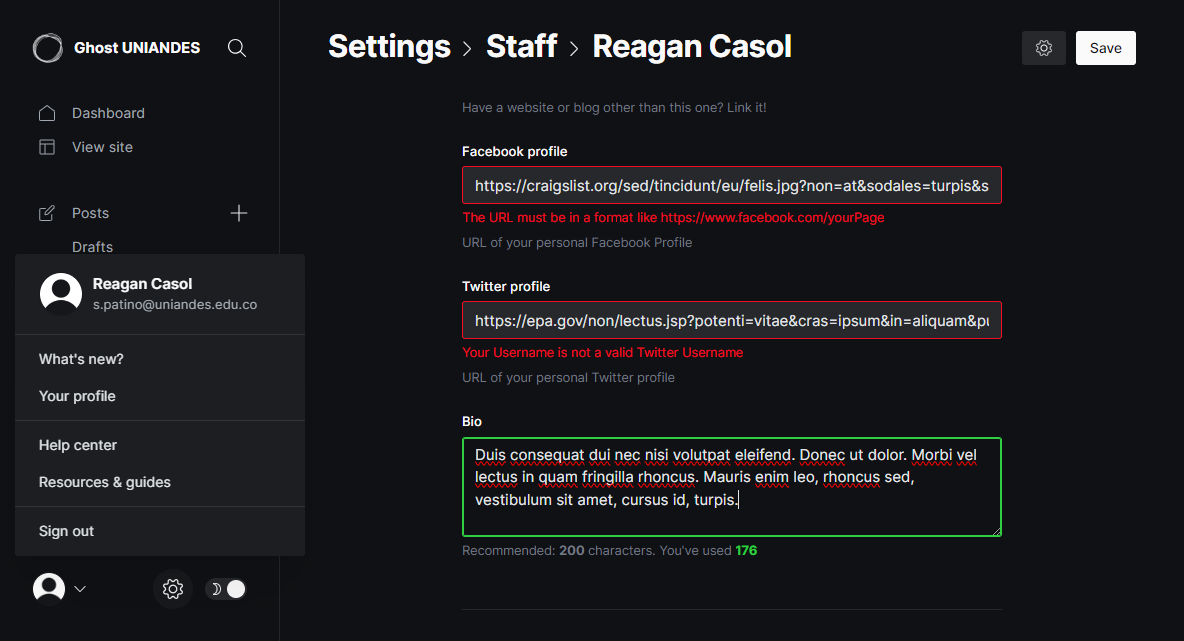 Ghost UNIANDES
Dashboard
View site
Posts
Drafts
Reagan Casol
s.patino@uniandes.edu.co
What's new?
Your profile
Help center
Resources & guides
Sign out
Settings › Staff › Reagan Casol
Save
Have a website or blog other than this one? Link it!
Facebook profile
https://craigslist.org/sed/tincidunt/eu/felis.jpg?non=at&sodales=turpis&s
The URL must be in a format like https://www.facebook.com/yourPage
URL of your personal Facebook Profile
Twitter profile
https://epa.gov/non/lectus.jsp?potenti=vitae&cras=ipsum&in=aliquam&pu
Your Username is not a valid Twitter Username
URL of your personal Twitter profile
Bio
Duis consequat dui nec nisi volutpat eleifend. Donec ut dolor. Morbi vel
lectus in quam fringilla rhoncus. Mauris enim leo, rhoncus sed,
vestibulum sit amet, cursus id, turpis.
Recommended: 200 characters. You've used 176